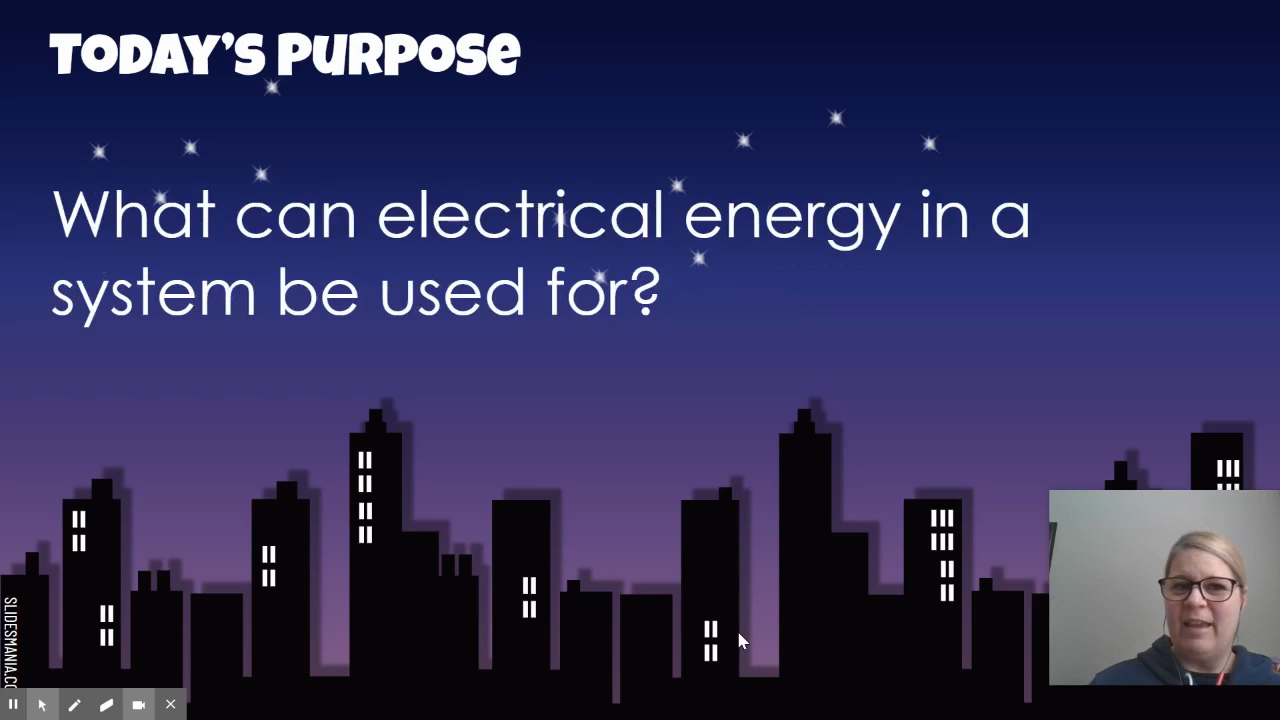 TODAY'S PURPOSE
What can electrical energy in a
system be used for?
SLIDESMANIA.CO